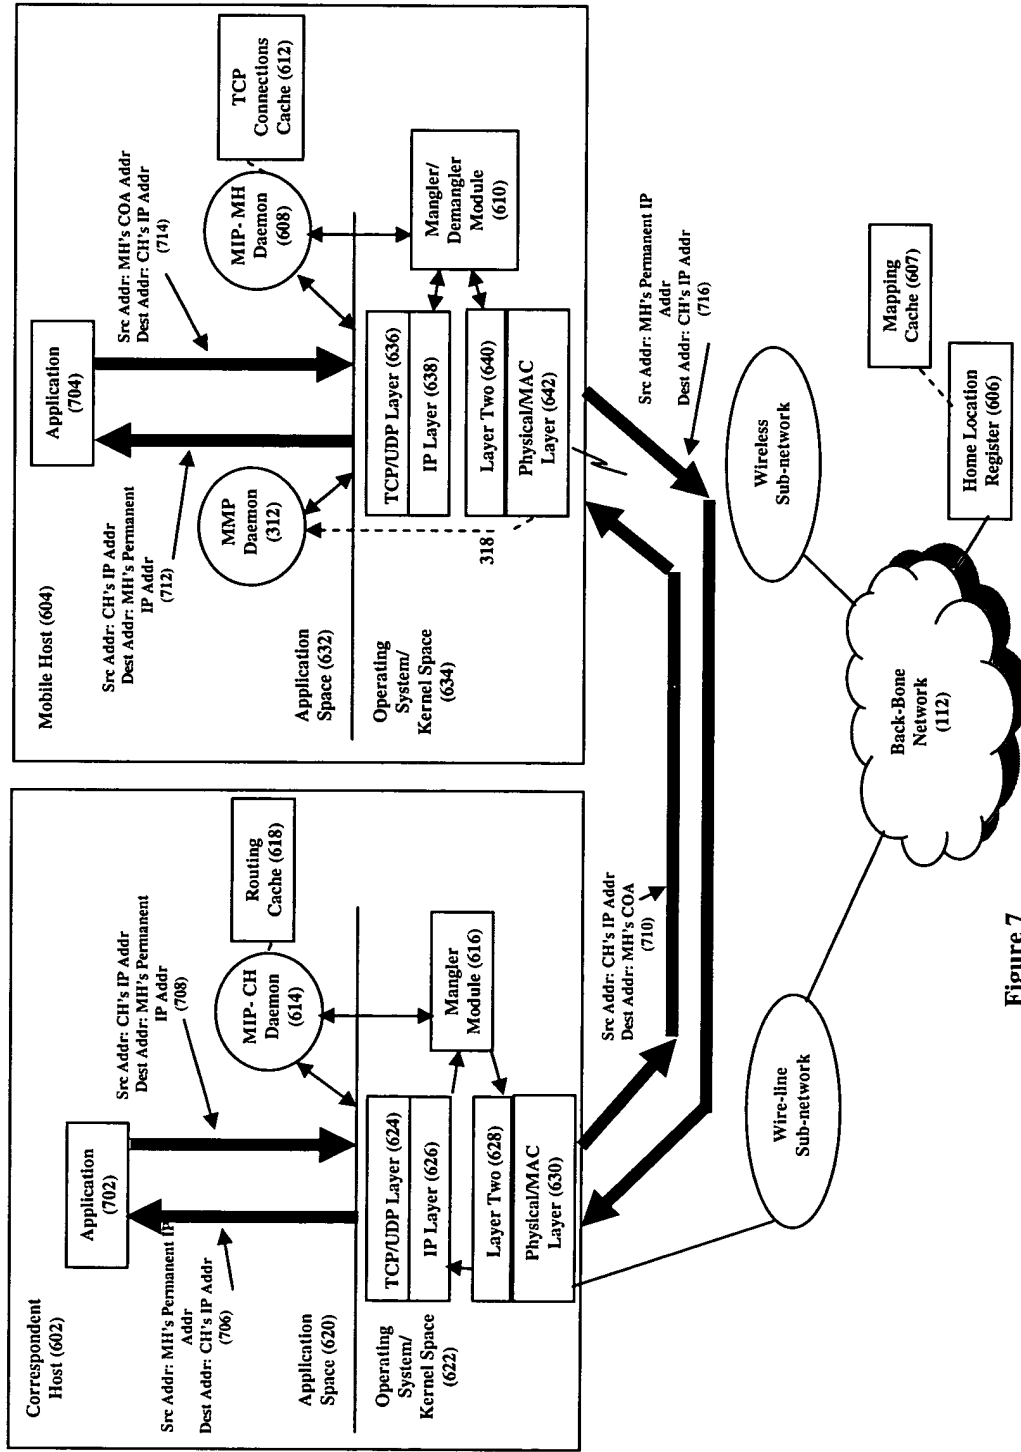 Correspondent
Host (602)
Application
(702)
Src Addr: MH's Permanent IP
Addr
Dest Addr: CH's IP Addr
(706)
Src Addr: CH's IP Addr
Dest Addr: MH's Permanent
IP Addr
(708)
MIP- CH
Daemon
(614)
Routing
Cache (618)
Application
Space (620)
Operating
System/
Kernel Space
(622)
TCP/UDP Layer (624)
IP Layer (626)
Layer Two (628)
Physical/MAC
Layer (630)
Mangler
Module (616)
Mobile Host (604)
Application
(704)
Src Addr: CH's IP Addr
Dest Addr: MH's Permanent
IP Addr
(712)
Src Addr: MH's COA Addr
Dest Addr: CH's IP Addr
(714)
MMP
Daemon
(312)
MIP- MH
Daemon
(608)
TCP
Connections
Cache (612)
Application
Space (632)
Operating
System/
Kernel Space
(634)
TCP/UDP Layer (636)
IP Layer (638)
Layer Two (640)
Physical/MAC
Layer (642)
Mangler/
Demangler
Module
(610)
318
Src Addr: CH's IP Addr
Dest Addr: MH's COA
(710)
Src Addr: MH's Permanent IP
Addr
Dest Addr: CH's IP Addr
(716)
Wire-line
Sub-network
Wireless
Sub-network
Back-Bone
Network
(112)
Mapping
Cache (607)
Home Location
Register (606)
Figure 7